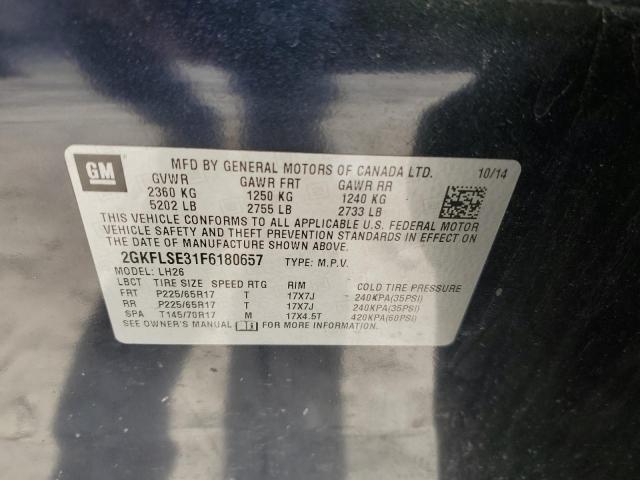 GM
MFD BY GENERAL MOTORS OF CANADA LTD. 10/14
GVWR GAWR FRT GAWR RR
2360 KG 1250 KG 1240 KG
5202 LB 2755 LB 2733 LB
THIS VEHICLE CONFORMS TO ALL APPLICABLE U.S. FEDERAL MOTOR
VEHICLE SAFETY AND THEFT PREVENTION STANDARDS IN EFFECT ON
THE DATE OF MANUFACTURE SHOWN ABOVE.
2GKFLSE31F6180657 TYPE: M.P.V.
MODEL: LH26
LBCT TIRE SIZE SPEED RTG RIM COLD TIRE PRESSURE
FRT P225/65R17 T 17X7J 240KPA(35PSI)
RR P225/65R17 T 17X7J 240KPA(35PSI)
SPA T145/70R17 M 17X4.5T 420KPA(60PSI)
SEE OWNER'S MANUAL FOR MORE INFORMATION.